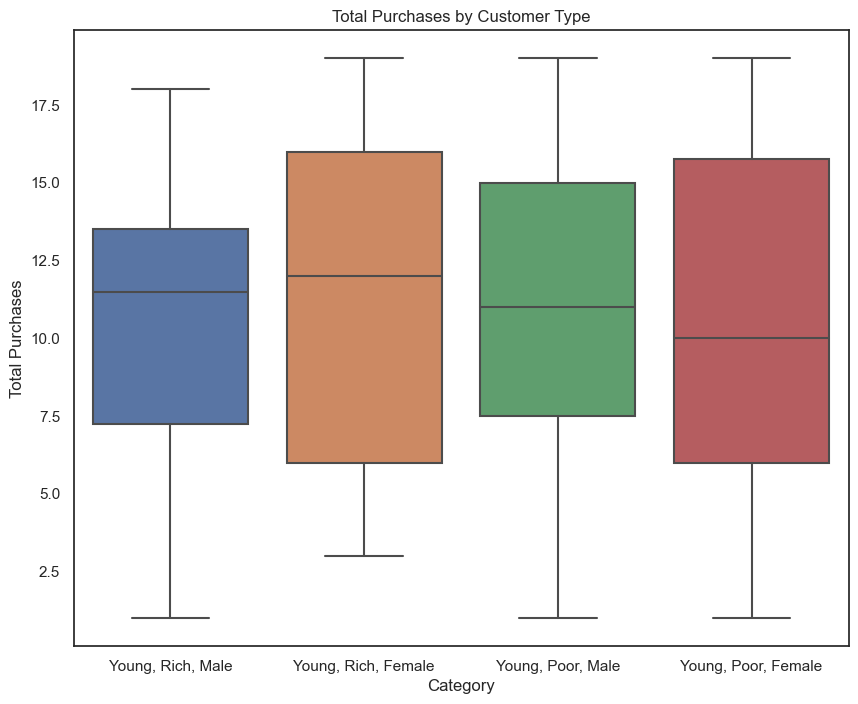 Total Purchases by Customer Type
Total Purchases
17.5
15.0
12.5
10.0
7.5
5.0
2.5
Young, Rich, Male
Young, Rich, Female
Young, Poor, Male
Young, Poor, Female
Category